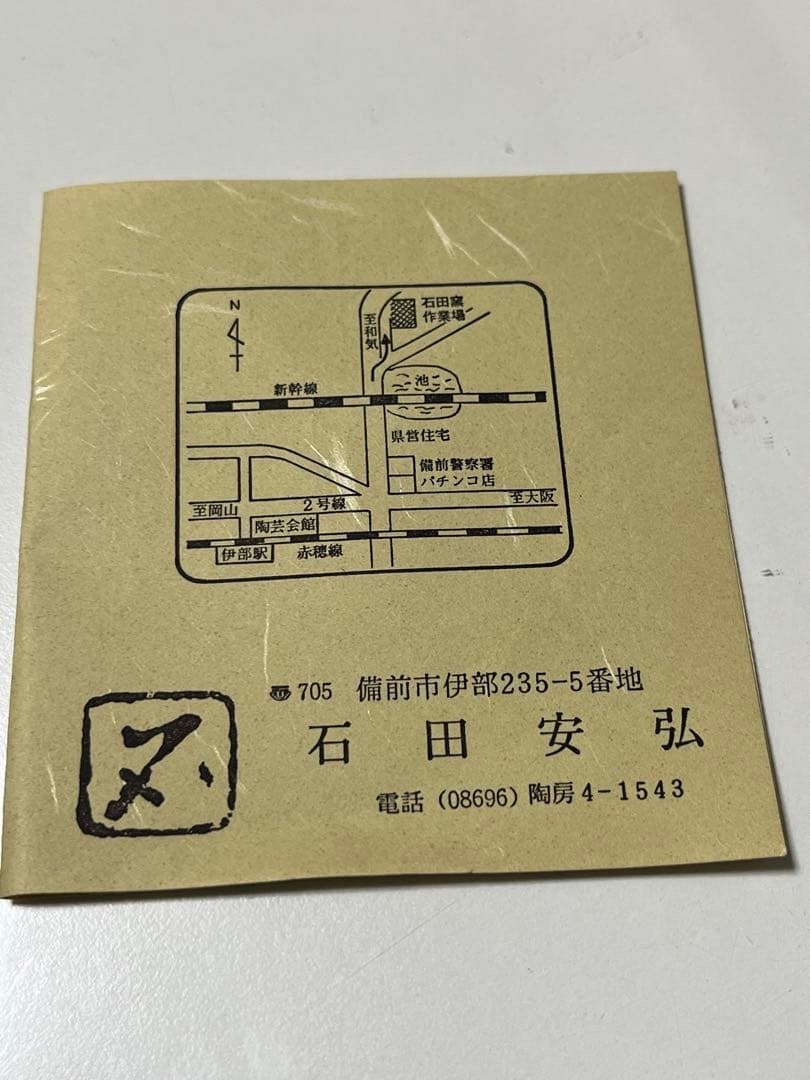 N
石田窯
作業場
至和気
池
新幹線
県営住宅
備前警察署
パチンコ店
至大阪
至岡山
2号線
陶芸会館
伊部駅
赤穂線
〠705 備前市伊部235-5番地
石田安弘
電話(08696)陶房4-1543